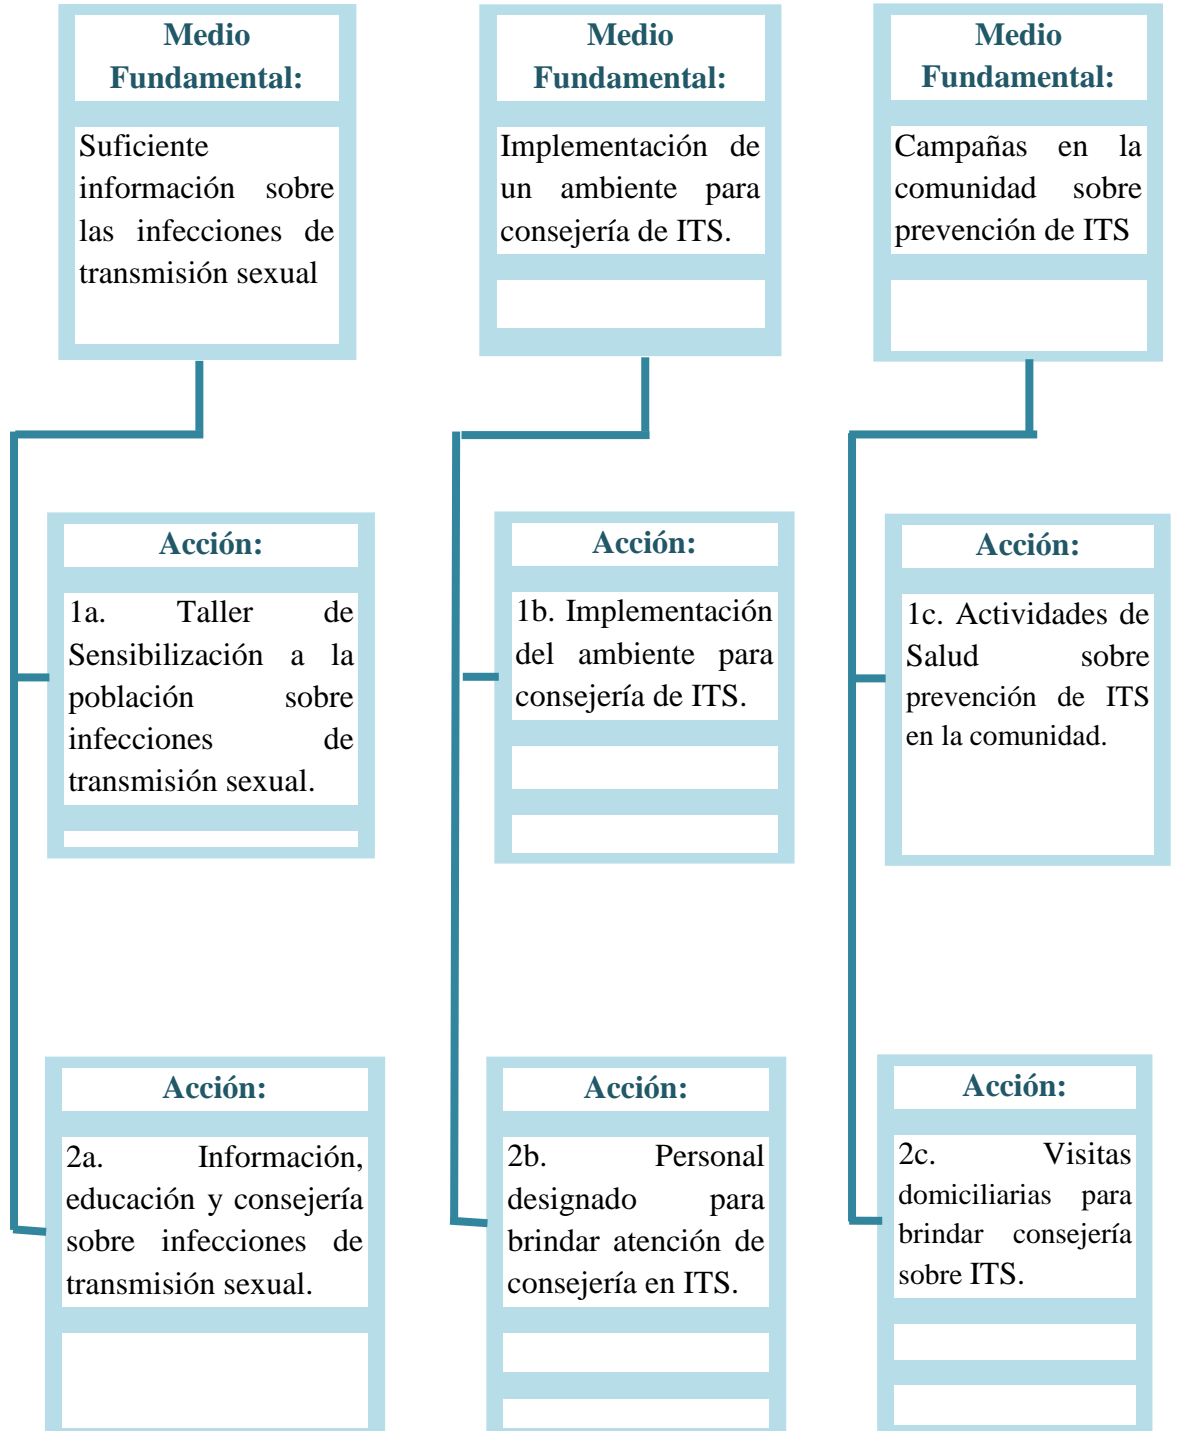 Medio
Fundamental:
Suficiente
información sobre
las infecciones de
transmisión sexual
Medio
Fundamental:
Implementación de
un ambiente para
consejería de ITS.
Medio
Fundamental:
Campañas en la
comunidad sobre
prevención de ITS
Acción:
1a. Taller de
Sensibilización a la
población sobre
infecciones de
transmisión sexual.
Acción:
1b. Implementación
del ambiente para
consejería de ITS.
Acción:
1c. Actividades de
Salud sobre
prevención de ITS
en la comunidad.
Acción:
2a. Información,
educación y consejería
sobre infecciones de
transmisión sexual.
Acción:
2b. Personal
designado para
brindar atención de
consejería en ITS.
Acción:
2c. Visitas
domiciliarias para
brindar consejería
sobre ITS.